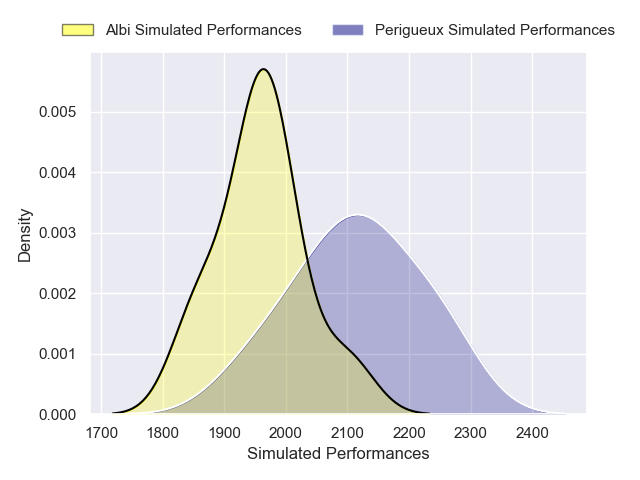 Albi Simulated Performances
Perigueux Simulated Performances
Density
0.005
0.004
0.003
0.002
0.001
0.000
1700 1800 1900 2000 2100 2200 2300 2400
Simulated Performances